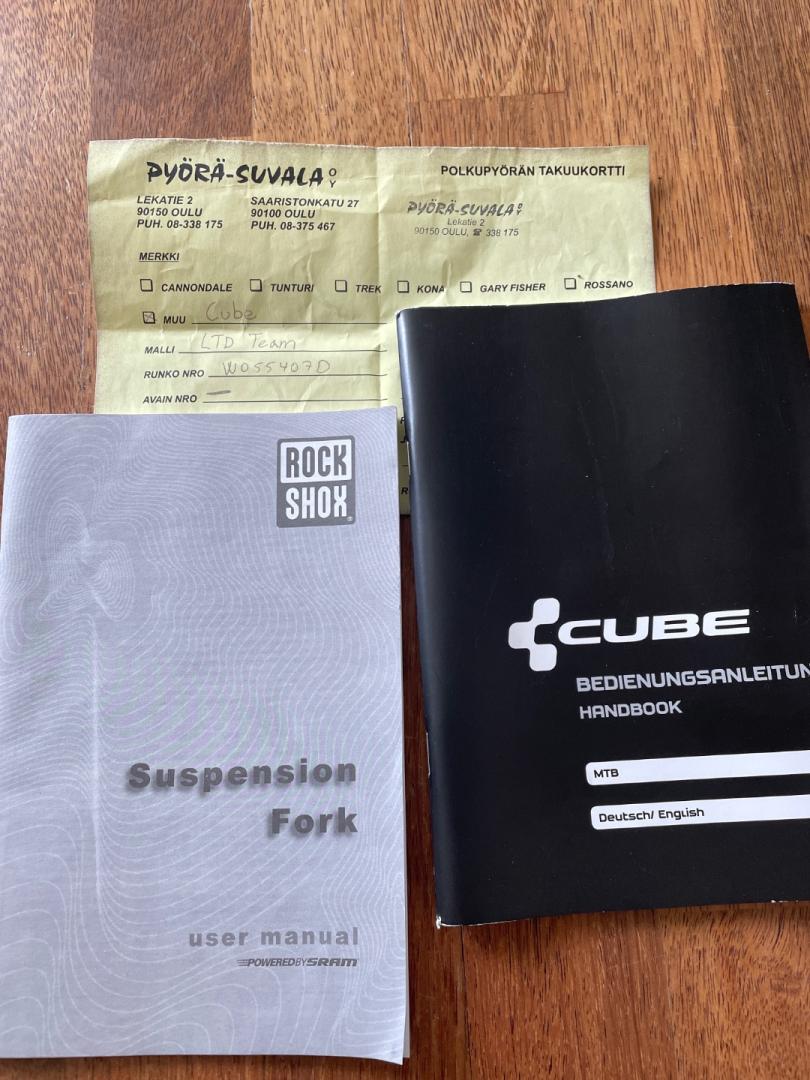 PYÖRÄ-SUVALA OY
POLKUPYÖRÄN TAKUUKORTTI
LEKATIE 2
90150 OULU
PUH. 08-338 175
SAARISTONKATU 27
90100 OULU
PUH. 08-375 467
PYÖRÄ-SUVALA OY
Lekatie 2
90150 OULU, ☎ 338 175
MERKKI
CANNONDALE TUNTURI TREK KONA GARY FISHER ROSSANO
MUU Cube
MALLI LTD Team
RUNKO NRO WO55407D
AVAIN NRO —
ROCK
SHOX
Suspension
Fork
user manual
POWERED BY SRAM
CUBE
BEDIENUNGSANLEITUN
HANDBOOK
MTB
Deutsch/ English